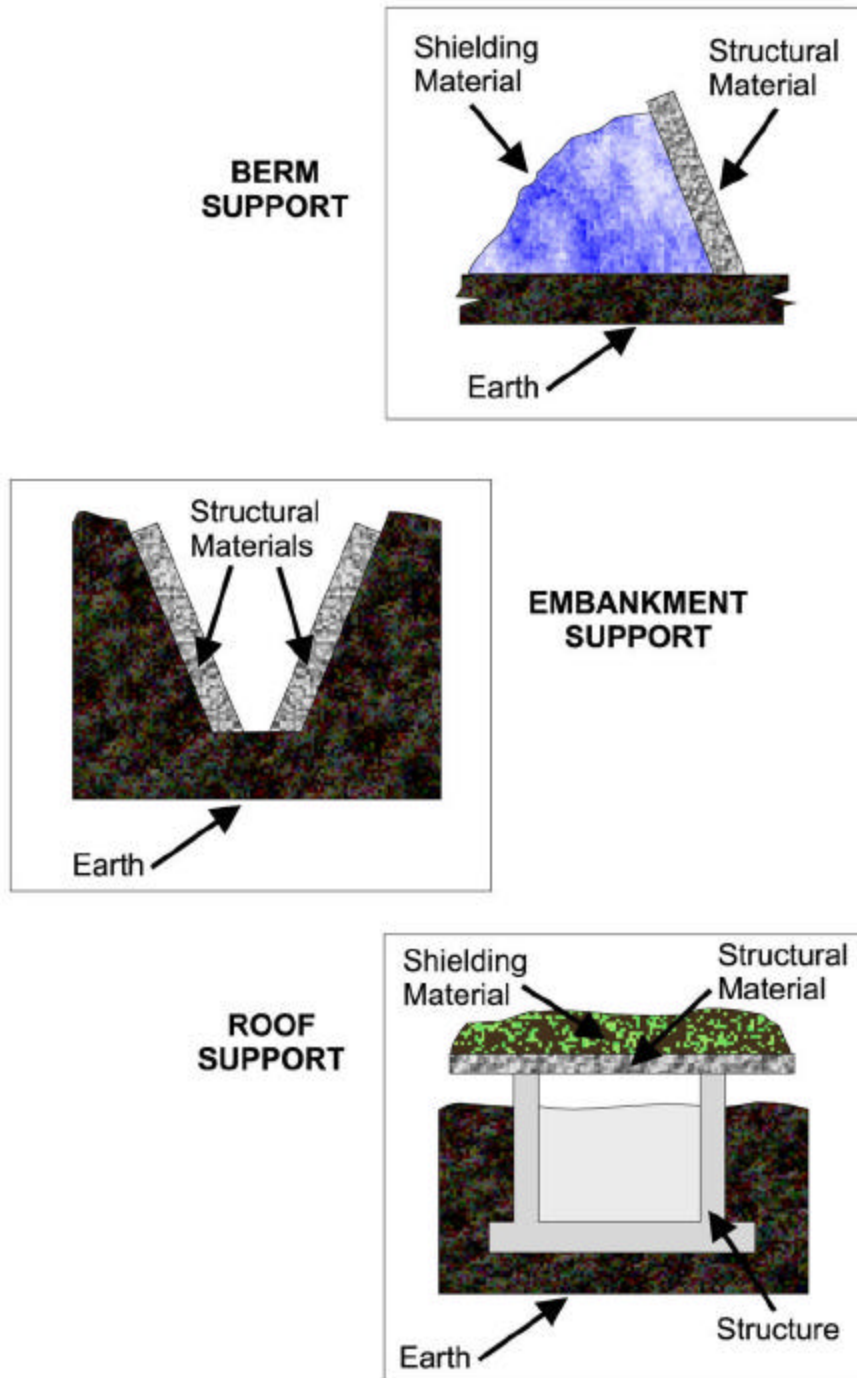 Shielding
Material
Structural
Material
BERM
SUPPORT
Earth
Structural
Materials
EMBANKMENT
SUPPORT
Earth
Shielding
Material
Structural
Material
ROOF
SUPPORT
Structure
Earth